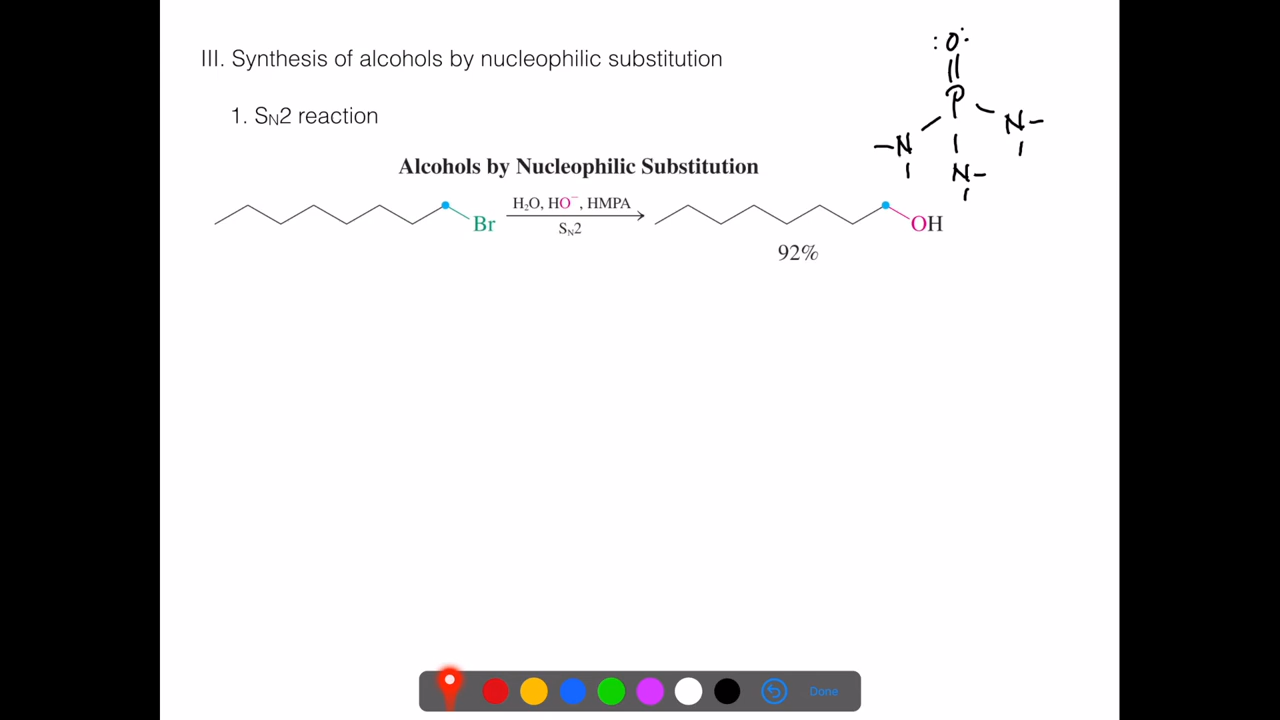 III. Synthesis of alcohols by nucleophilic substitution
:O:
P
N
N
N
1. SN2 reaction
Alcohols by Nucleophilic Substitution
Br
H₂O, HO⁻, HMPA
SN2
OH
92%
Done